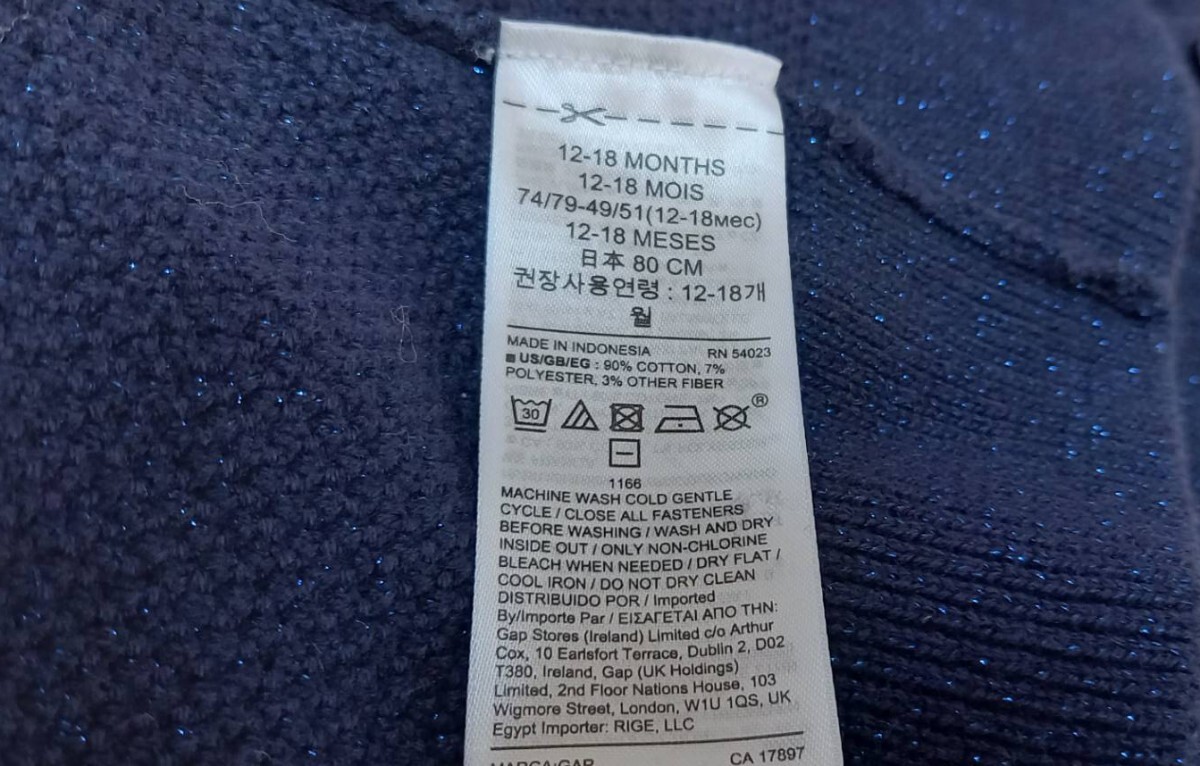 12-18 MONTHS
12-18 MOIS
74/79-49/51(12-18мес)
12-18 MESES
日本 80 CM
권장사용연령 : 12-18개
월
MADE IN INDONESIA RN 54023
US/GB/EG : 90% COTTON, 7%
POLYESTER, 3% OTHER FIBER
30
®
1166
MACHINE WASH COLD GENTLE
CYCLE / CLOSE ALL FASTENERS
BEFORE WASHING / WASH AND DRY
INSIDE OUT / ONLY NON-CHLORINE
BLEACH WHEN NEEDED / DRY FLAT /
COOL IRON / DO NOT DRY CLEAN
DISTRIBUIDO POR / Imported
By/Importe Par / ΕΙΣΑΓΕΤΑΙ ΑΠΟ ΤΗΝ:
Gap Stores (Ireland) Limited c/o Arthur
Cox, 10 Earlsfort Terrace, Dublin 2, D02
T380, Ireland, Gap (UK Holdings)
Limited, 2nd Floor Nations House, 103
Wigmore Street, London, W1U 1QS, UK
Egypt Importer: RIGE, LLC
MARCA:GAP CA 17897